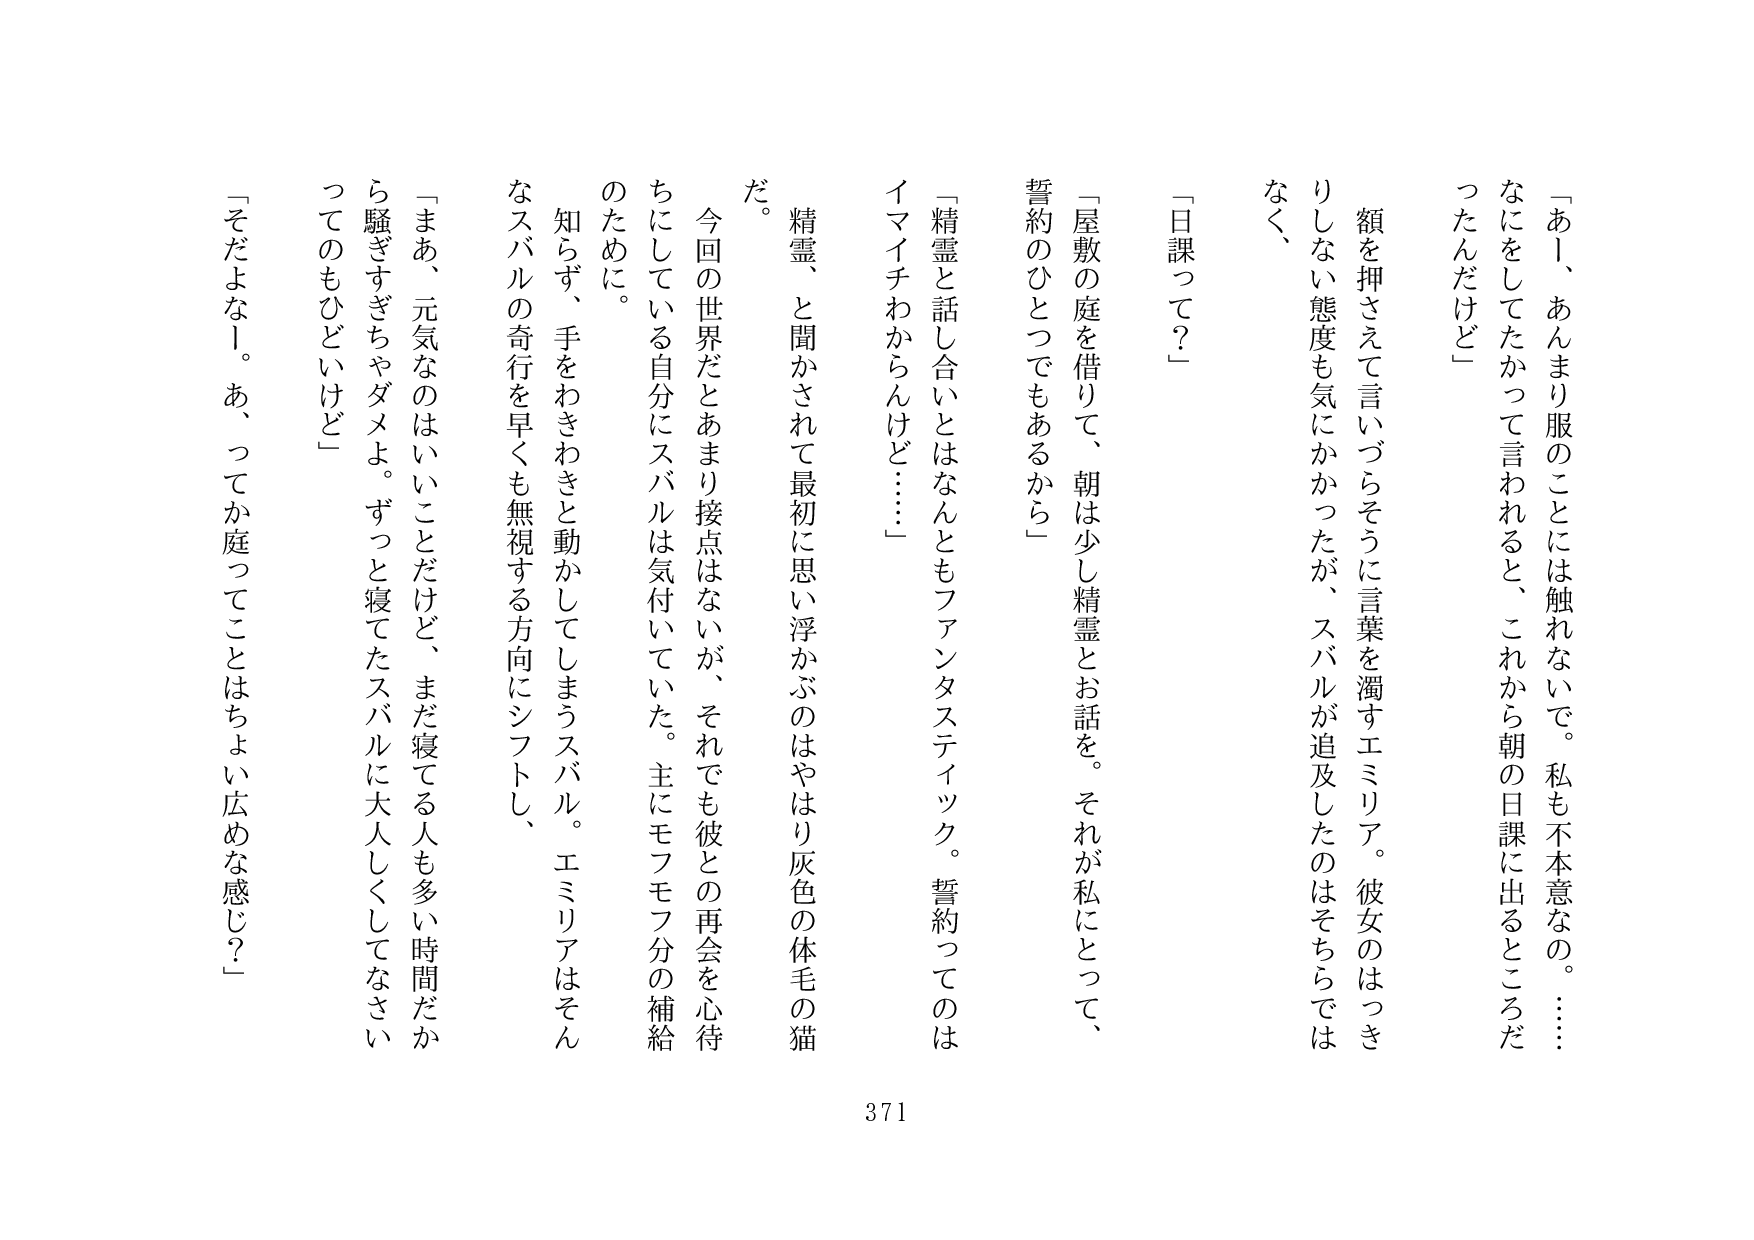 「あー、あんまり服のことには触れないで。私も不本意なの。……
なにをしてたかって言われると、これから朝の日課に出るところだ
ったんだけど」
額を押さえて言いづらそうに言葉を濁すエミリア。彼女のはっき
りしない態度も気にかかったが、スバルが追及したのはそちらでは
なく、
「日課って？」
「屋敷の庭を借りて、朝は少し精霊とお話を。それが私にとって、
誓約のひとつでもあるから」
「精霊と話し合いとはなんともファンタスティック。誓約ってのは
イマイチわからんけど……」
精霊、と聞かされて最初に思い浮かぶのはやはり灰色の体毛の猫
だ。
今回の世界だとあまり接点はないが、それでも彼との再会を心待
ちにしている自分にスバルは気付いていた。主にモフモフ分の補給
のために。
知らず、手をわきわきと動かしてしまうスバル。エミリアはそん
なスバルの奇行を早くも無視する方向にシフトし、
「まあ、元気なのはいいことだけど、まだ寝てる人も多い時間だか
ら騒ぎすぎちゃダメよ。ずっと寝てたスバルに大人しくしてなさい
ってのもひどいけど」
「そだよなー。あ、ってか庭ってことはちょい広めな感じ？」
371